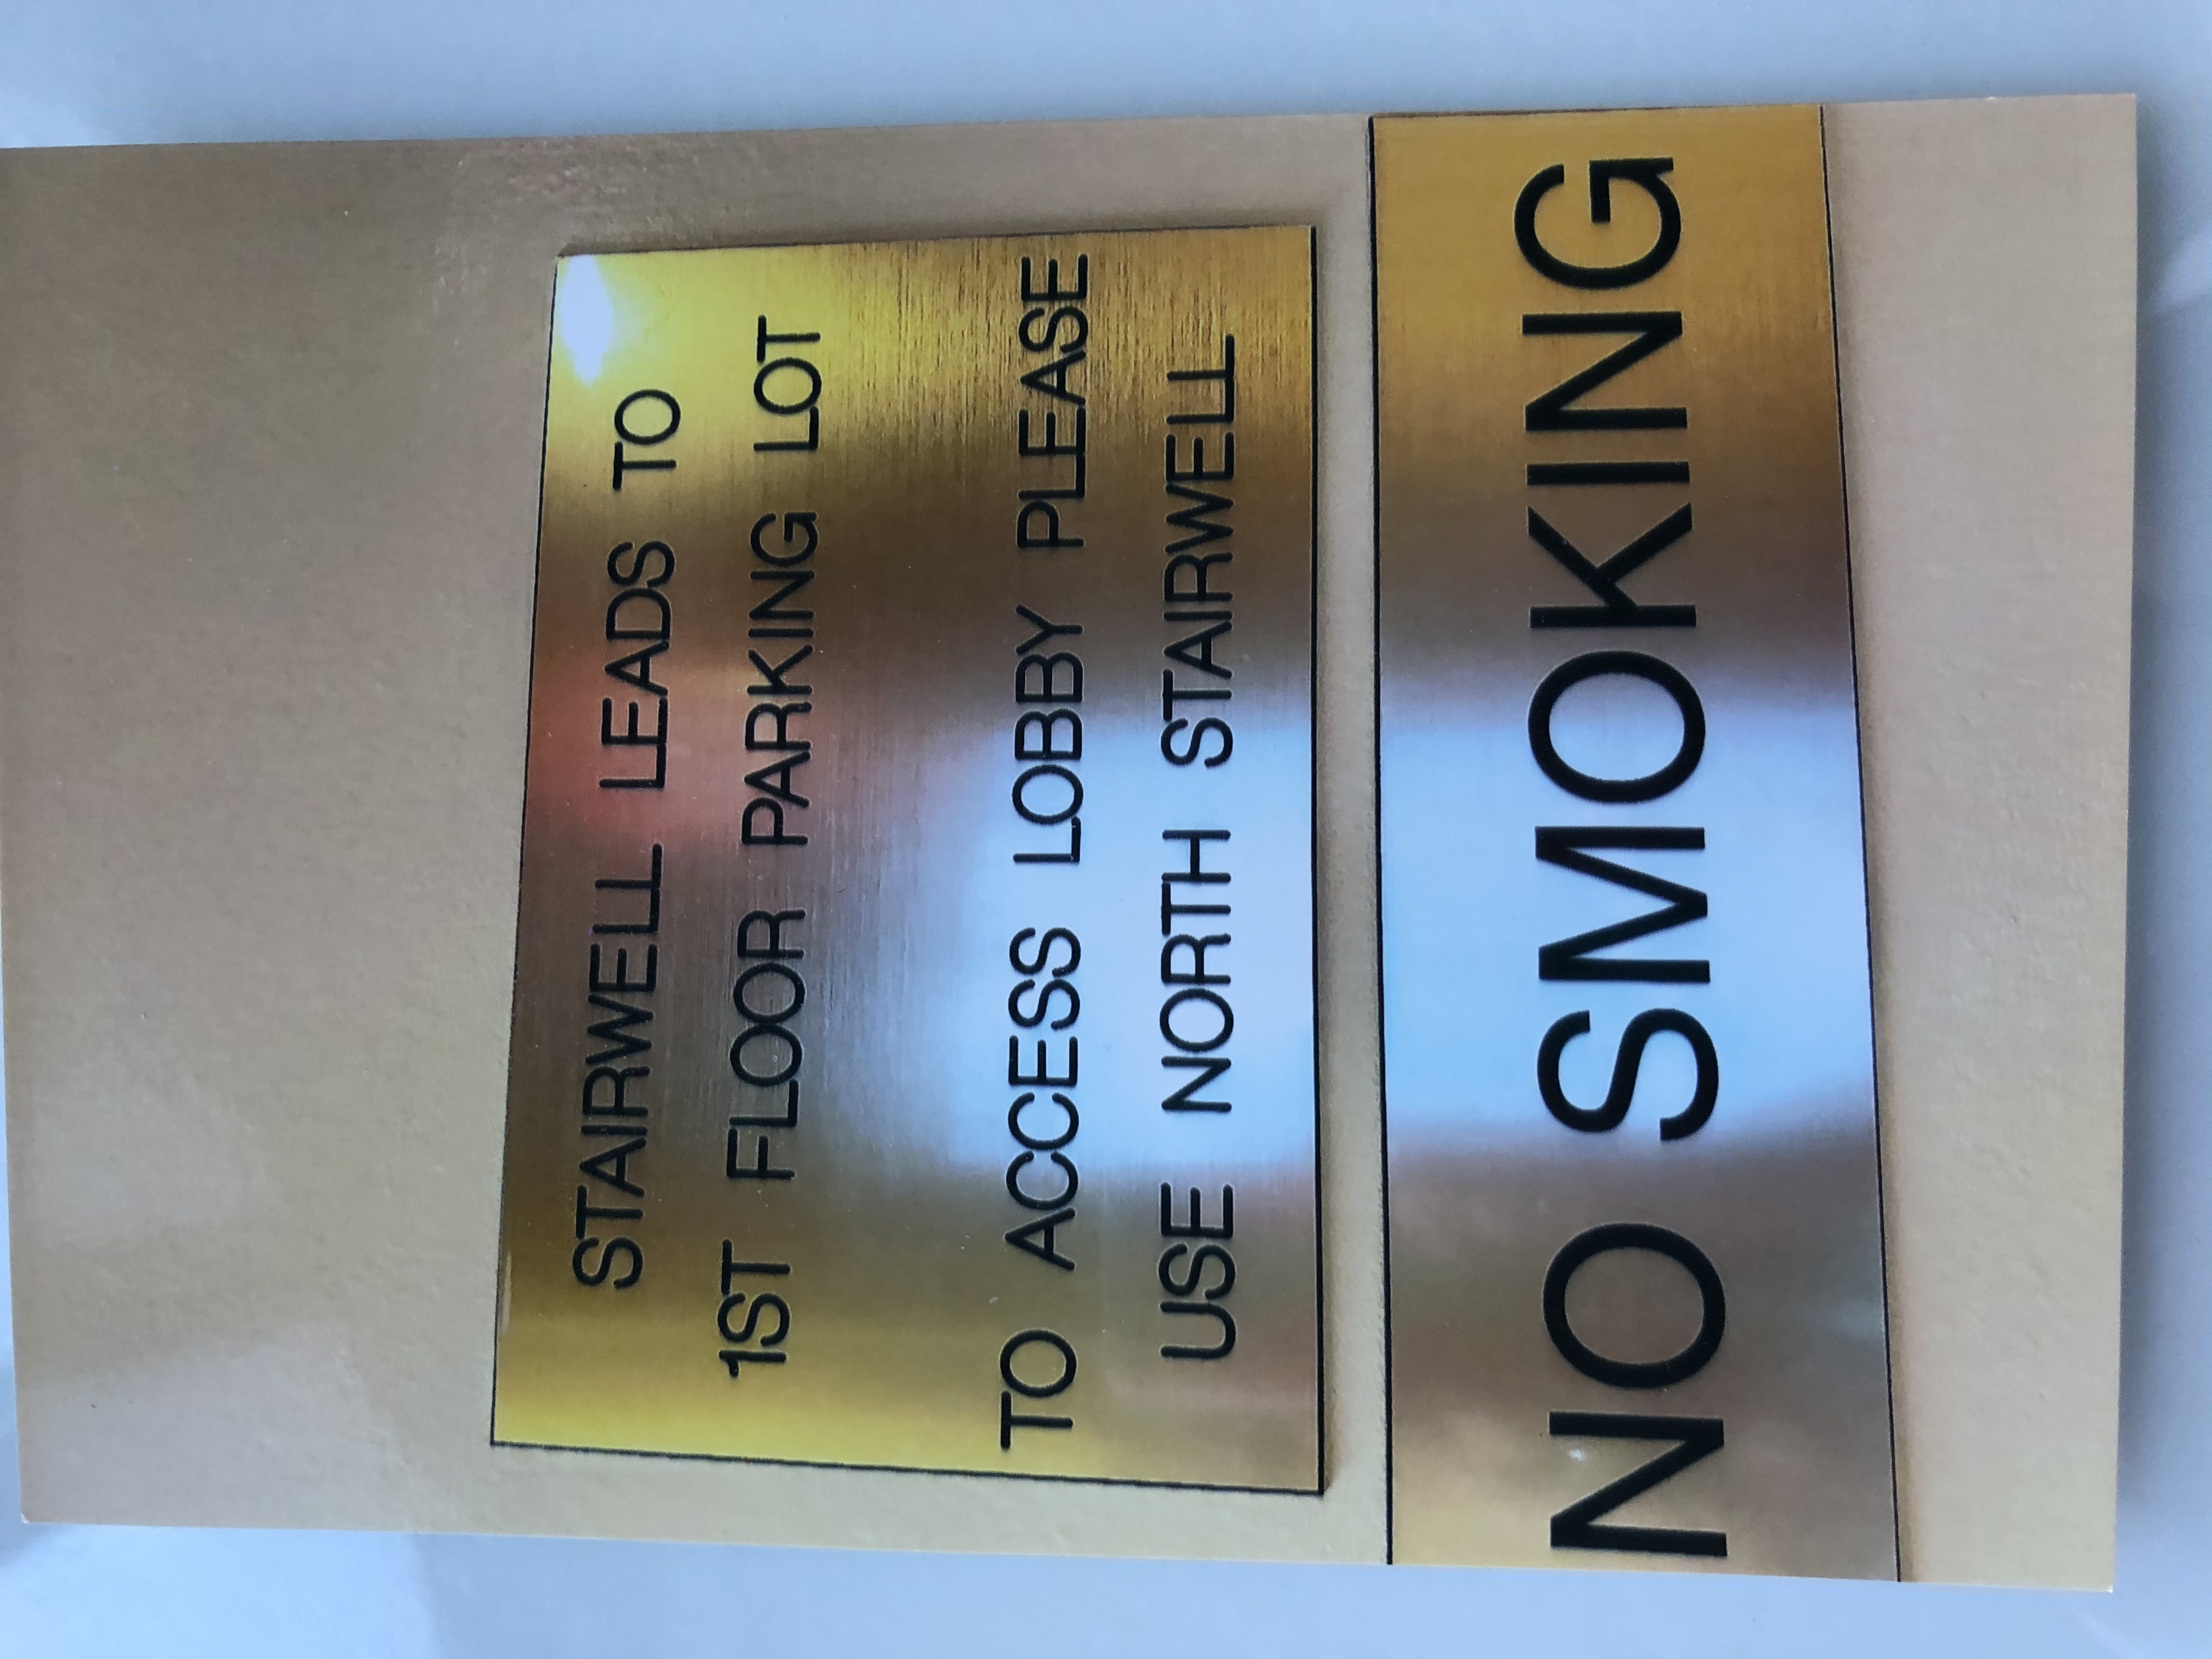 STAIRWELL LEADS TO
1ST FLOOR PARKING LOT
TO ACCESS LOBBY PLEASE
USE NORTH STAIRWELL
NO SMOKING